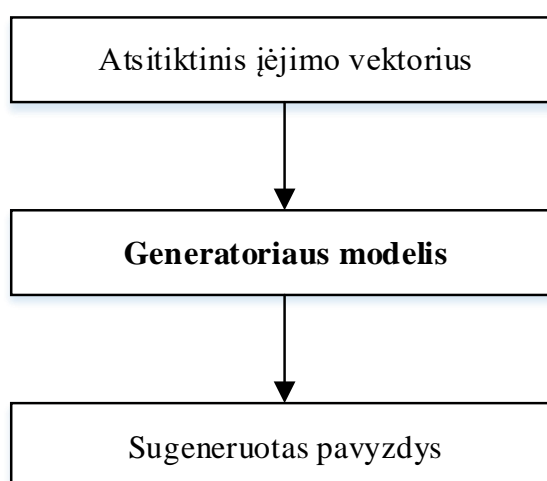 Atsitiktinis įėjimo vektorius
Generatoriaus modelis
Sugeneruotas pavyzdys